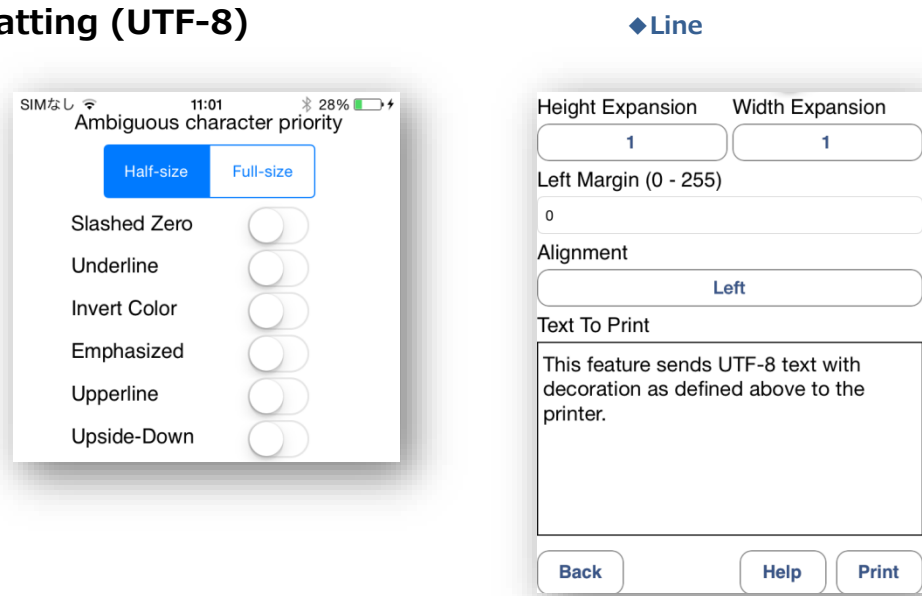 atting (UTF-8)
◆Line
SIMなし 11:01 28%
Ambiguous character priority
Half-size Full-size
Slashed Zero
Underline
Invert Color
Emphasized
Upperline
Upside-Down
Height Expansion Width Expansion
1 1
Left Margin (0 - 255)
0
Alignment
Left
Text To Print
This feature sends UTF-8 text with
decoration as defined above to the
printer.
Back Help Print